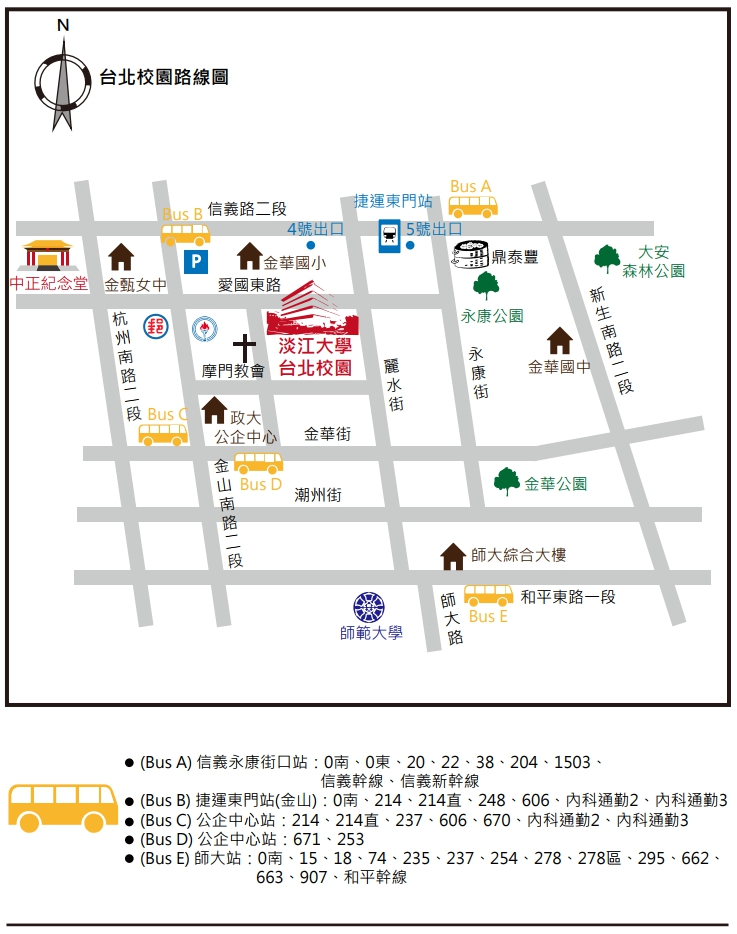 N
台北校園路線圖
Bus A
捷運東門站
信義路二段
Bus B
4號出口
5號出口
P
金華國小
鼎泰豐
大安
森林公園
中正紀念堂
金甌女中
愛國東路
永康公園
新生南路二段
杭州南路二段
郵
淡江大學
台北校園
摩門教會
麗水街
永康街
金華國中
Bus C
政大
公企中心
金華街
Bus D
金山南路二段
潮州街
金華公園
師大綜合大樓
師範大學
師大路
Bus E
和平東路一段
● (Bus A) 信義永康街口站：0南、0東、20、22、38、204、1503、
信義幹線、信義新幹線
● (Bus B) 捷運東門站(金山)：0南、214、214直、248、606、內科通勤2、內科通勤3
● (Bus C) 公企中心站：214、214直、237、606、670、內科通勤2、內科通勤3
● (Bus D) 公企中心站：671、253
● (Bus E) 師大站：0南、15、18、74、235、237、254、278、278區、295、662、
663、907、和平幹線